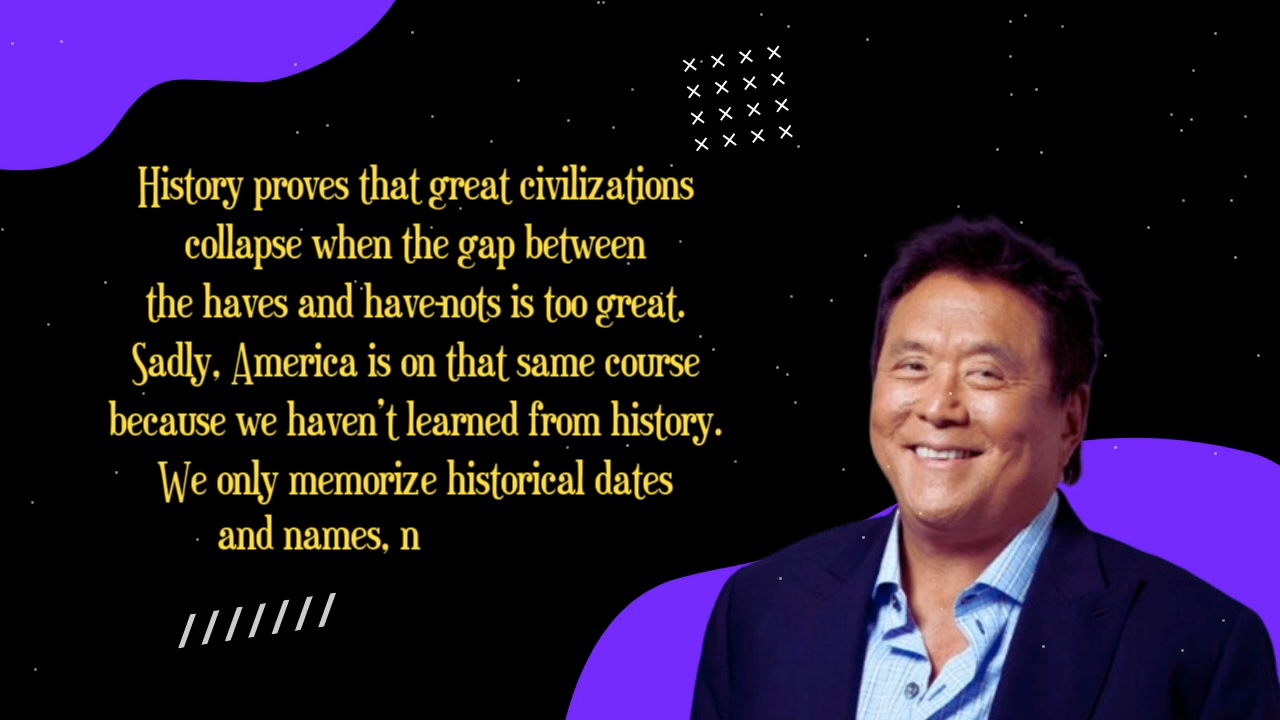 History proves that great civilizations
collapse when the gap between
the haves and have-nots is too great.
Sadly, America is on that same course
because we haven't learned from history.
We only memorize historical dates
and names, n